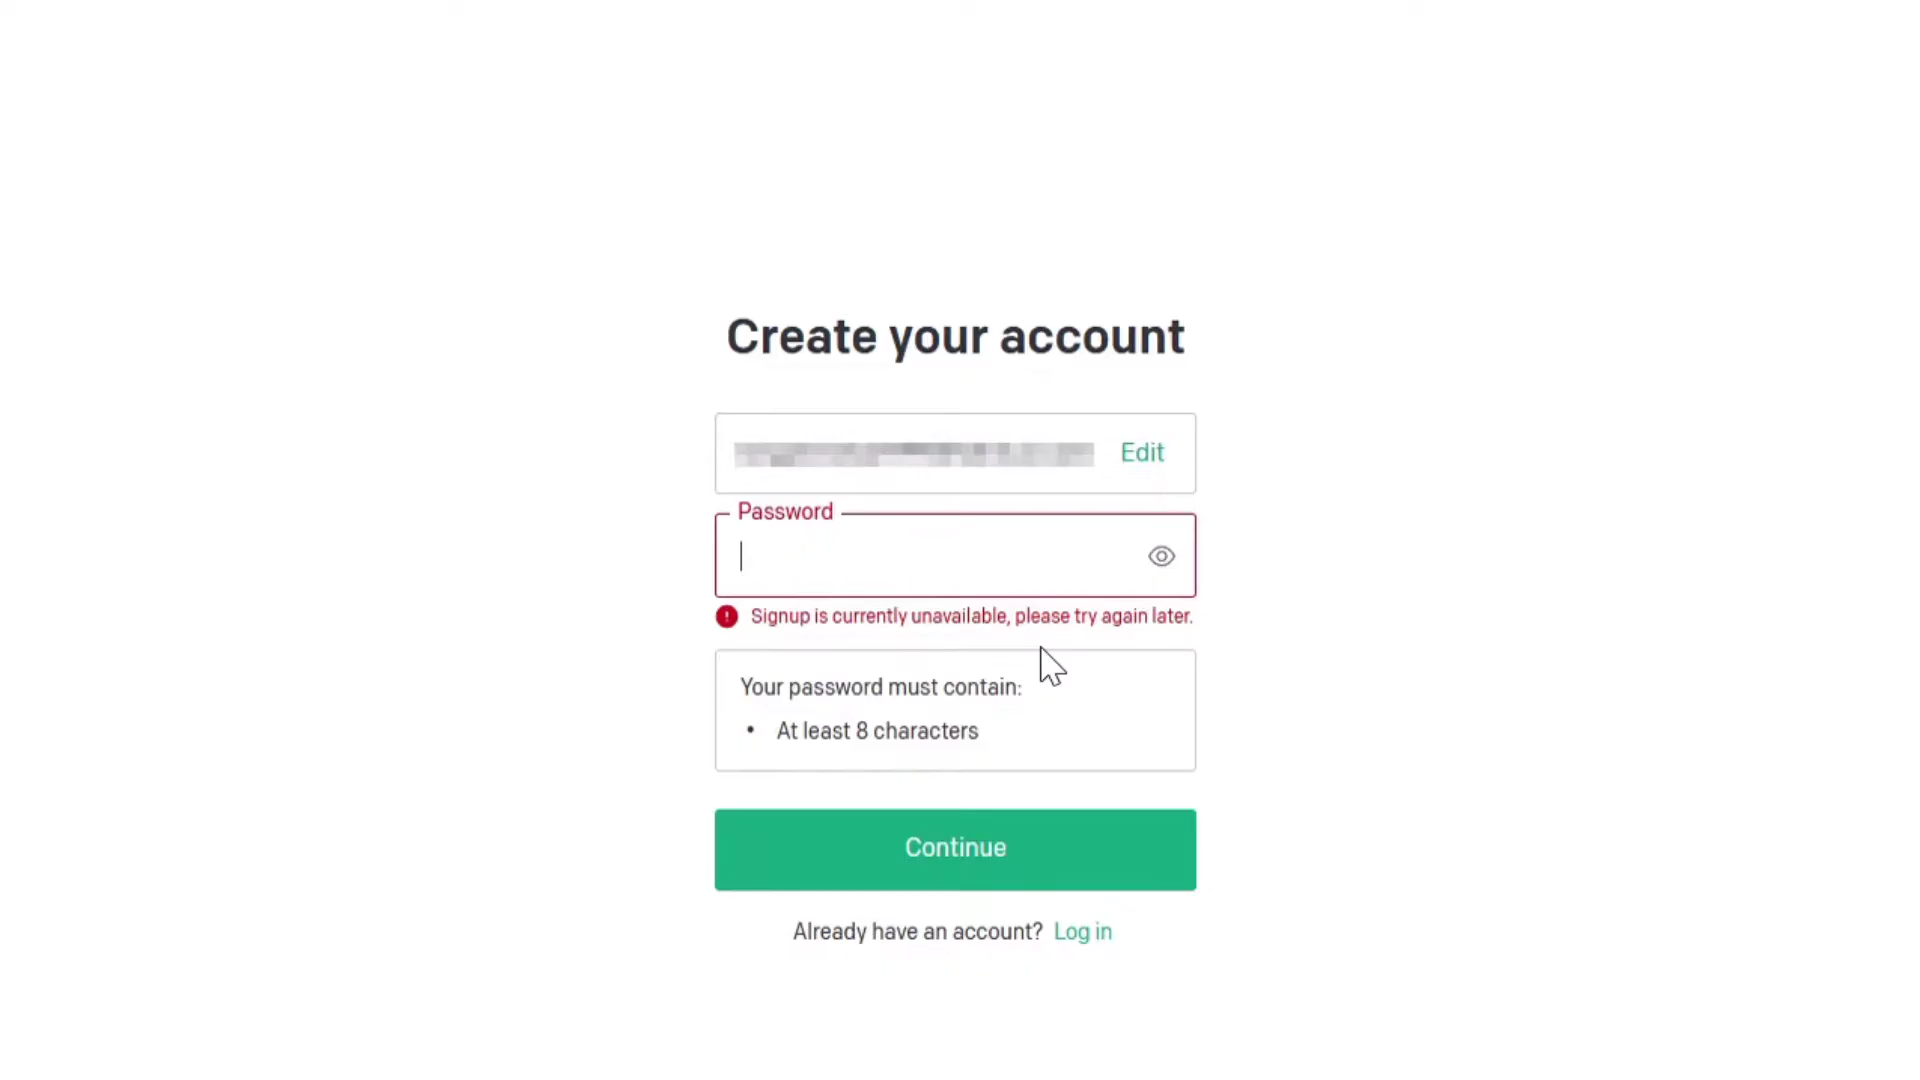 Create your account
Edit
Password
Signup is currently unavailable, please try again later.
Your password must contain:
• At least 8 characters
Continue
Already have an account? Log in